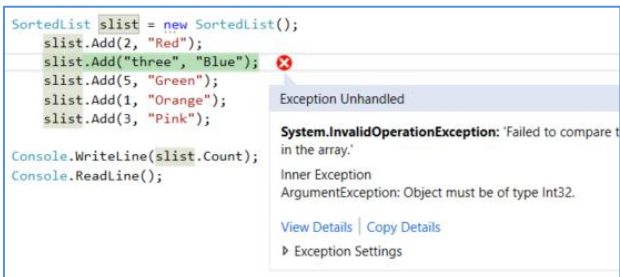 SortedList slist = new SortedList();
slist.Add(2, "Red");
slist.Add("three", "Blue");
slist.Add(5, "Green");
slist.Add(1, "Orange");
slist.Add(3, "Pink");
Console.WriteLine(slist.Count);
Console.ReadLine();
Exception Unhandled
System.InvalidOperationException: 'Failed to compare t
in the array.'
Inner Exception
ArgumentException: Object must be of type Int32.
View Details | Copy Details
Exception Settings